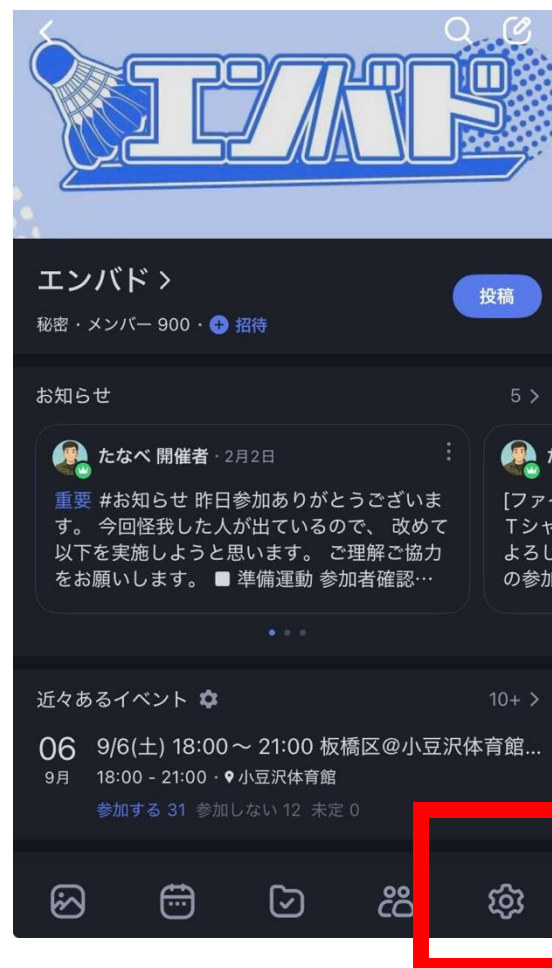 エンバド
エンバド >
投稿
秘密・メンバー 900・+ 招待
お知らせ
5 >
たなべ 開催者・2月2日
重要 #お知らせ 昨日参加ありがとうございま
す。 今回怪我した人が出ているので、 改めて
以下を実施しようと思います。 ご理解ご協力
をお願いします。 ■ 準備運動 参加者確認…
[ファ
Tシャ
よろし
の参加
近々あるイベント
10+ >
06
9月
9/6(土) 18:00～ 21:00 板橋区@小豆沢体育館...
18:00 - 21:00・小豆沢体育館
参加する 31 参加しない 12 未定 0